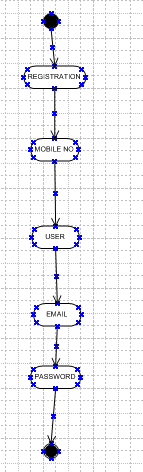 REGISTRATION
MOBILE NO
USER
EMAIL
PASSWORD